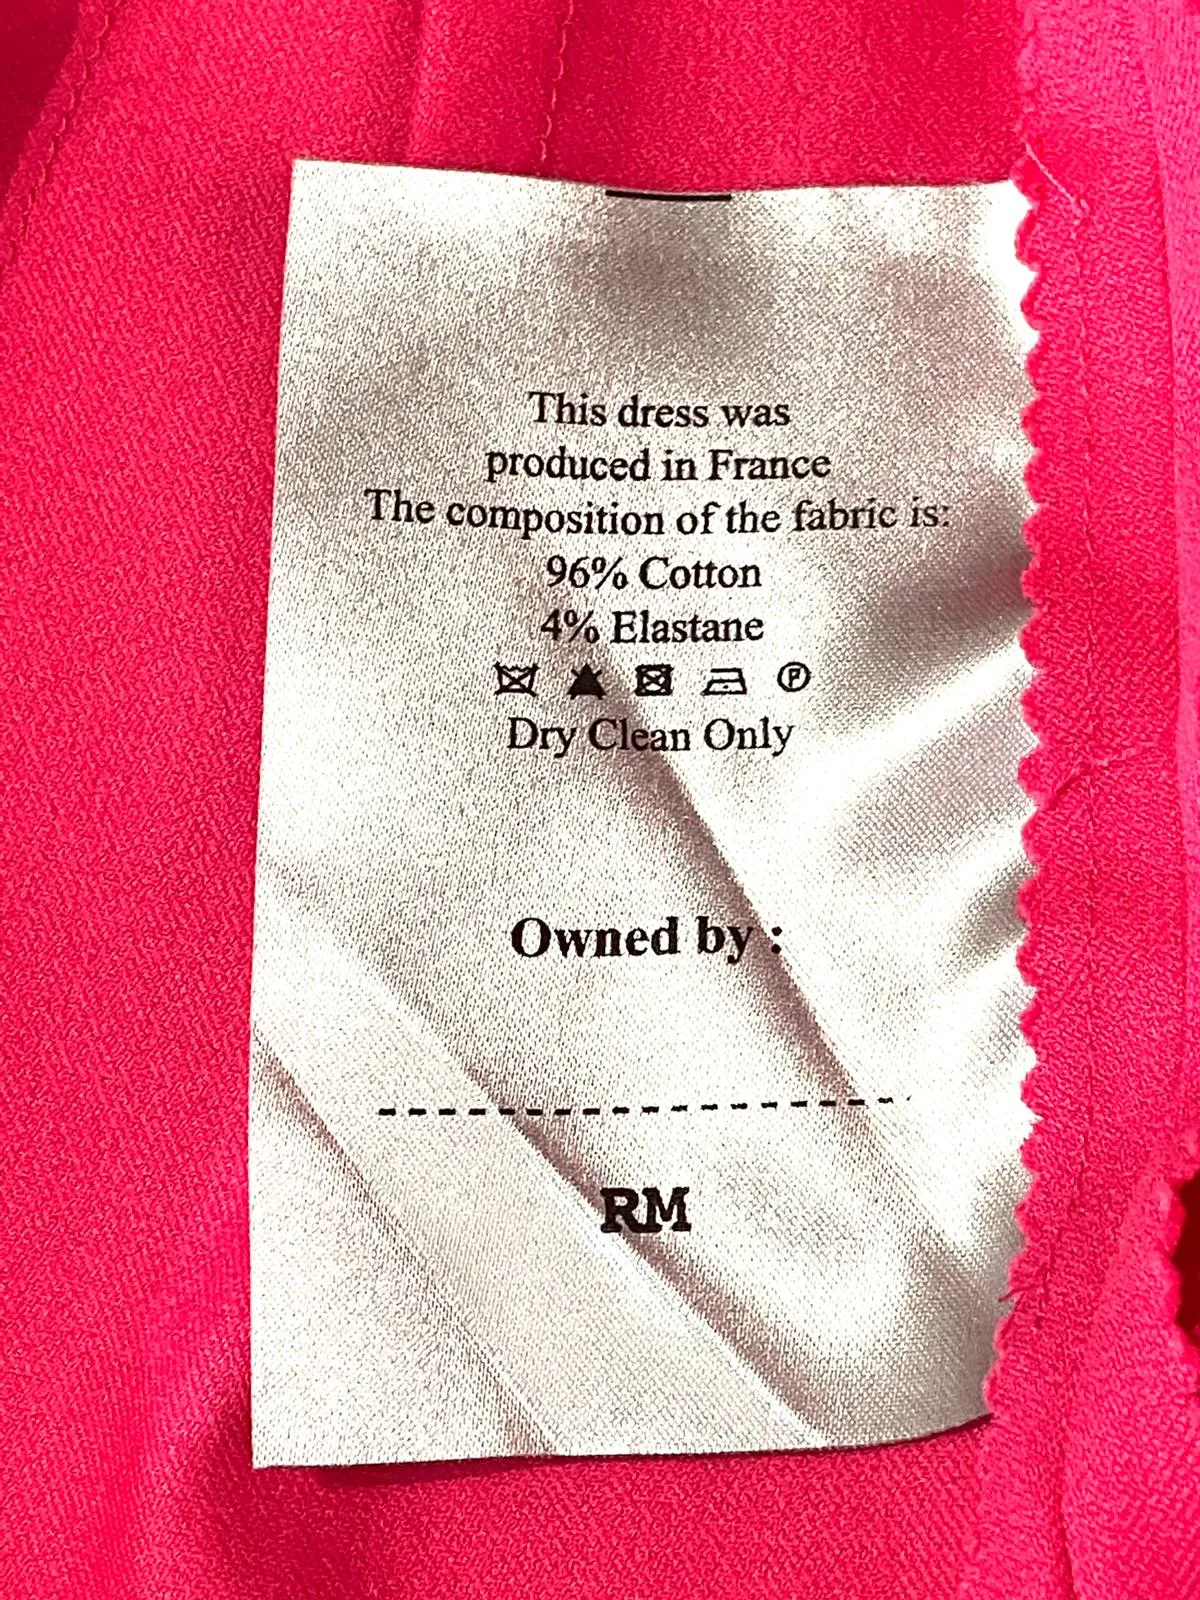 This dress was
produced in France
The composition of the fabric is:
96% Cotton
4% Elastane
P
Dry Clean Only
Owned by :
RM